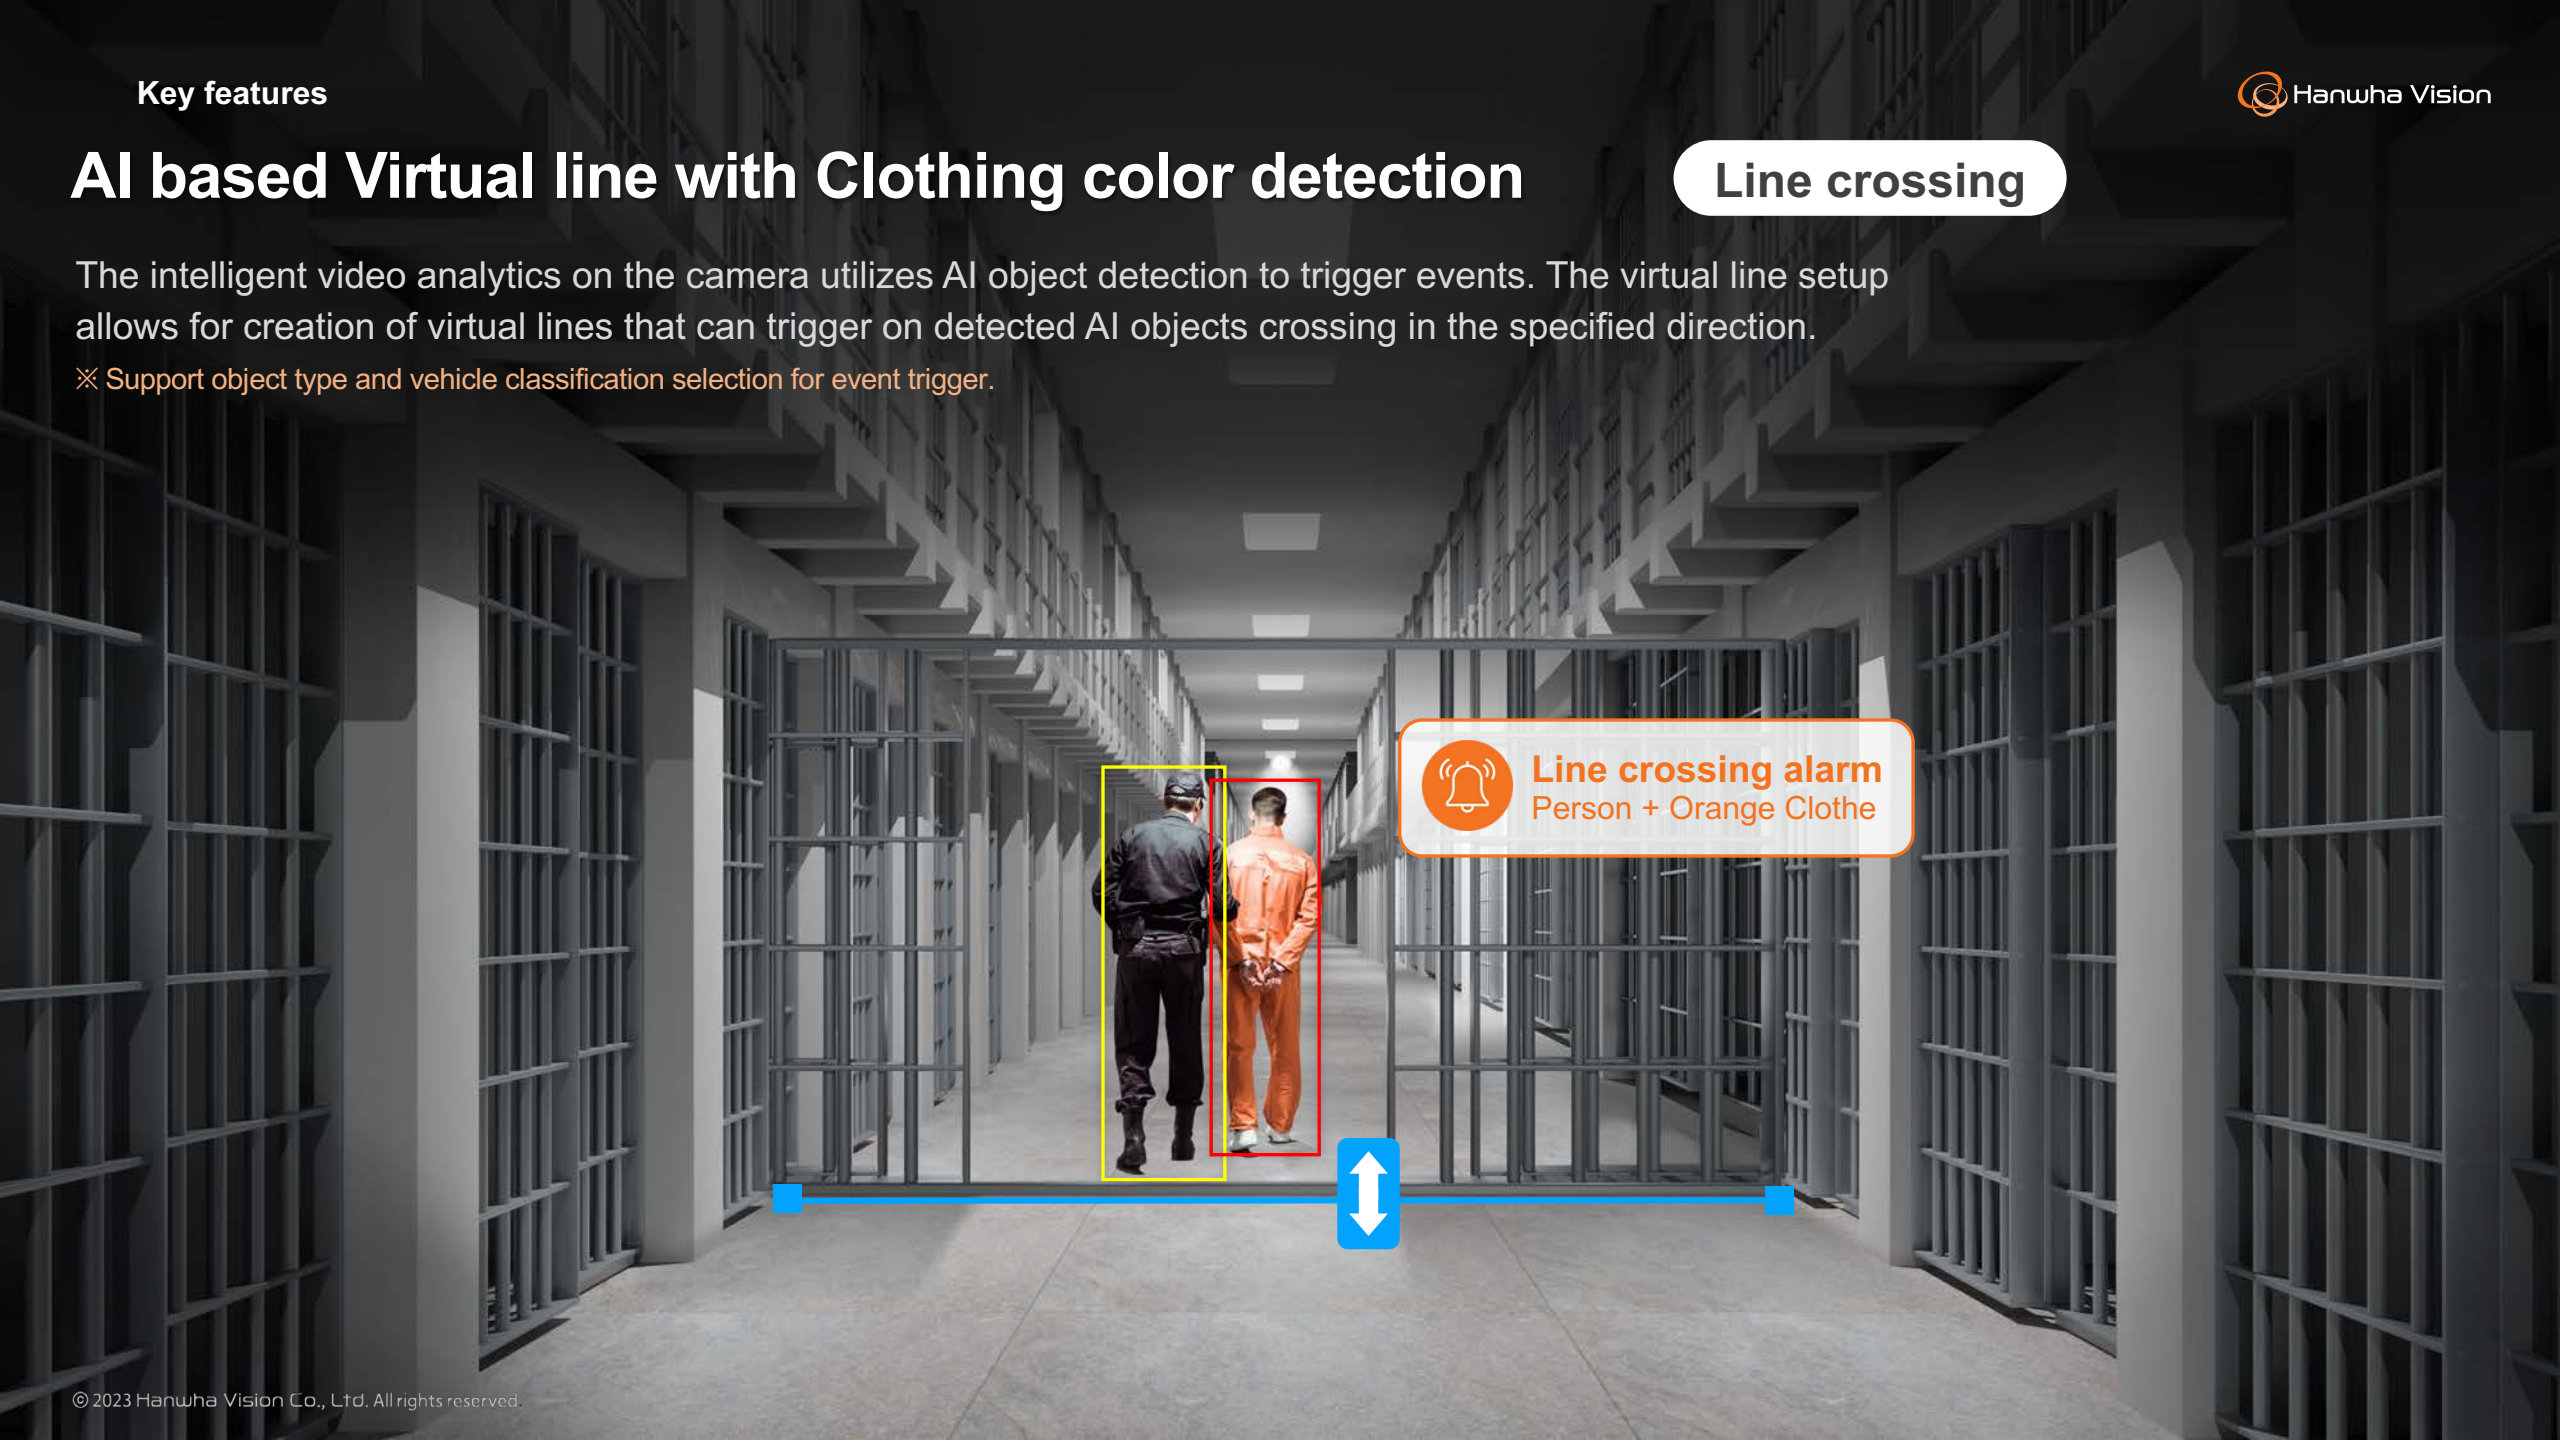 Key features
Hanwha Vision
AI based Virtual line with Clothing color detection
Line crossing
The intelligent video analytics on the camera utilizes AI object detection to trigger events. The virtual line setup
allows for creation of virtual lines that can trigger on detected AI objects crossing in the specified direction.
※ Support object type and vehicle classification selection for event trigger.
Line crossing alarm
Person + Orange Clothe
© 2023 Hanwha Vision Co., Ltd. All rights reserved.